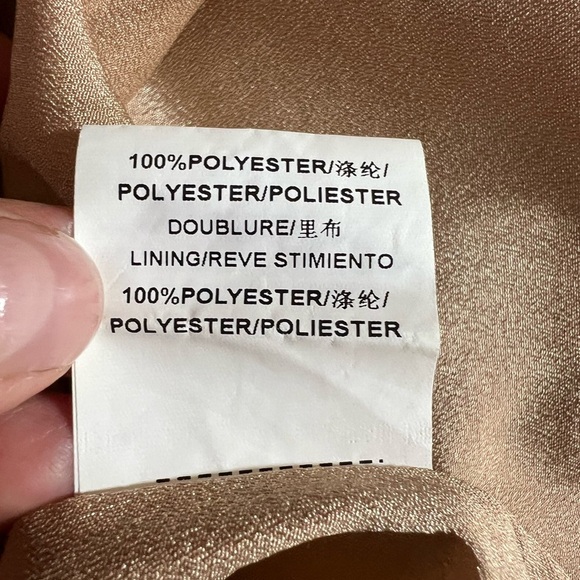 100%POLYESTER/涤纶/
POLYESTER/POLIESTER
DOUBLURE/里布
LINING/REVE STIMIENTO
100%POLYESTER/涤纶/
POLYESTER/POLIESTER